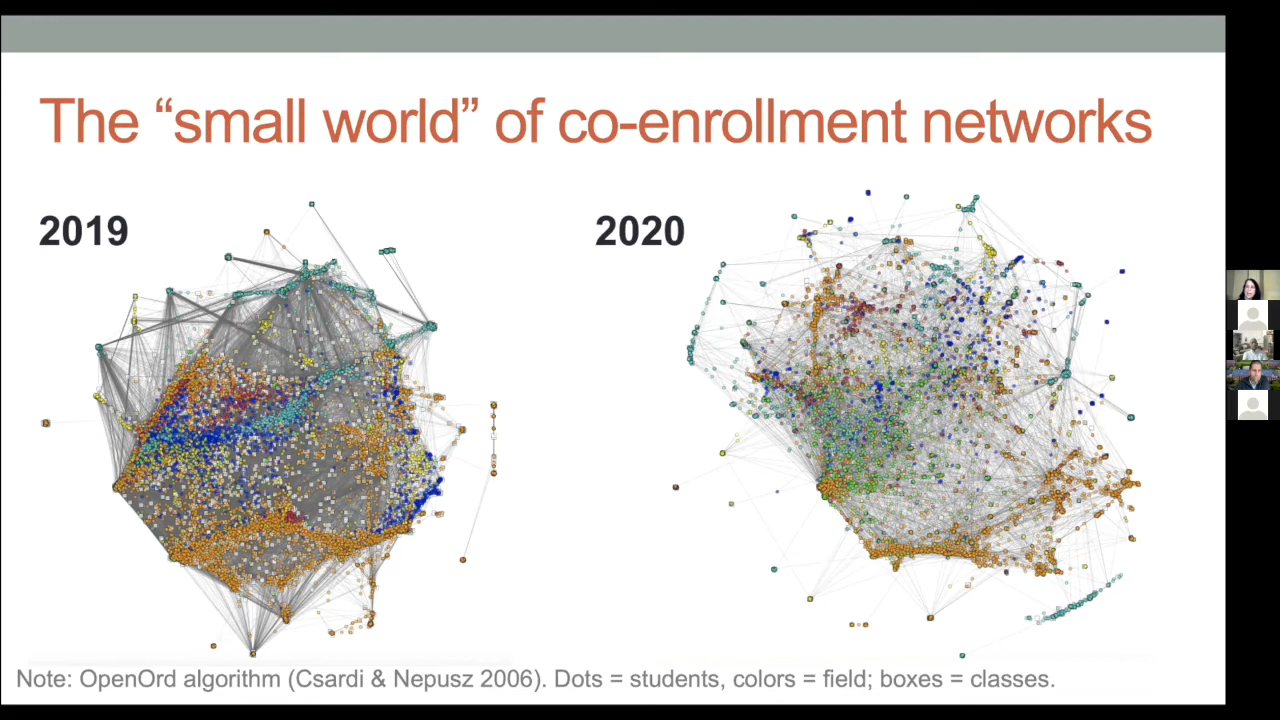 The “small world” of co-enrollment networks
2019
2020
Note: OpenOrd algorithm (Csardi & Nepusz 2006). Dots = students, colors = field; boxes = classes.